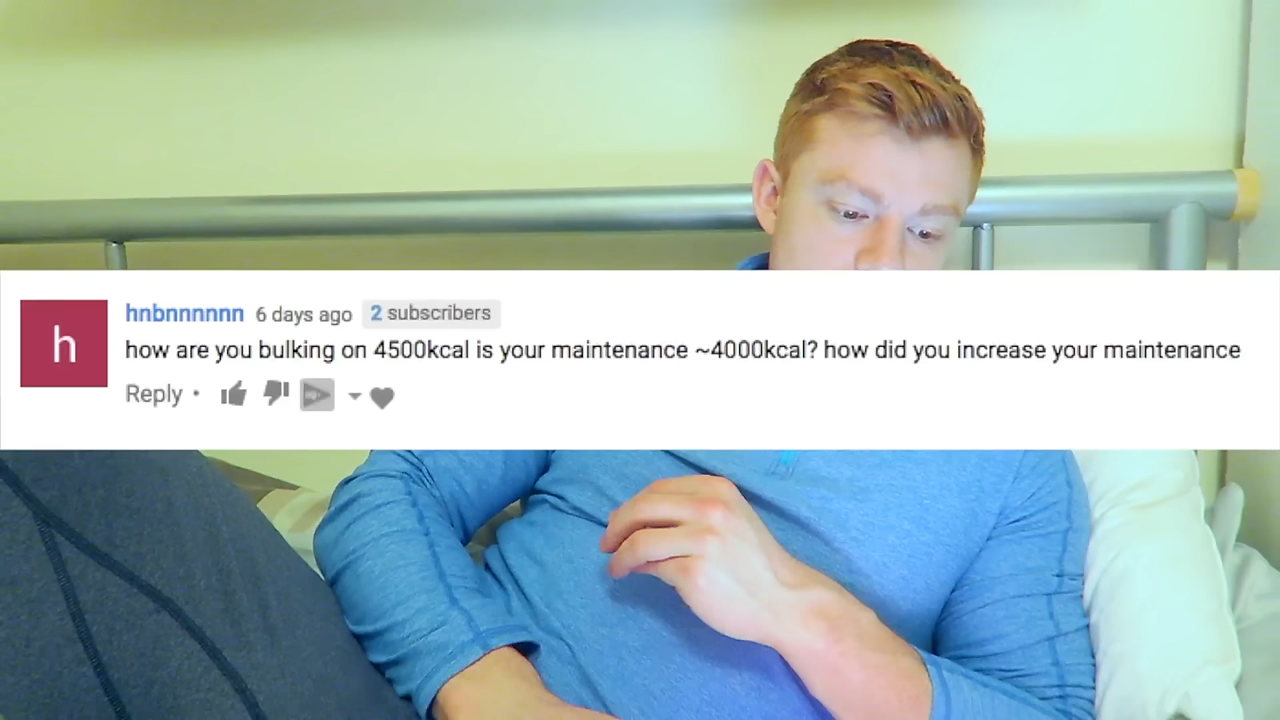 h
hnbnnnnnn 6 days ago 2 subscribers
how are you bulking on 4500kcal is your maintenance ~4000kcal? how did you increase your maintenance
Reply •